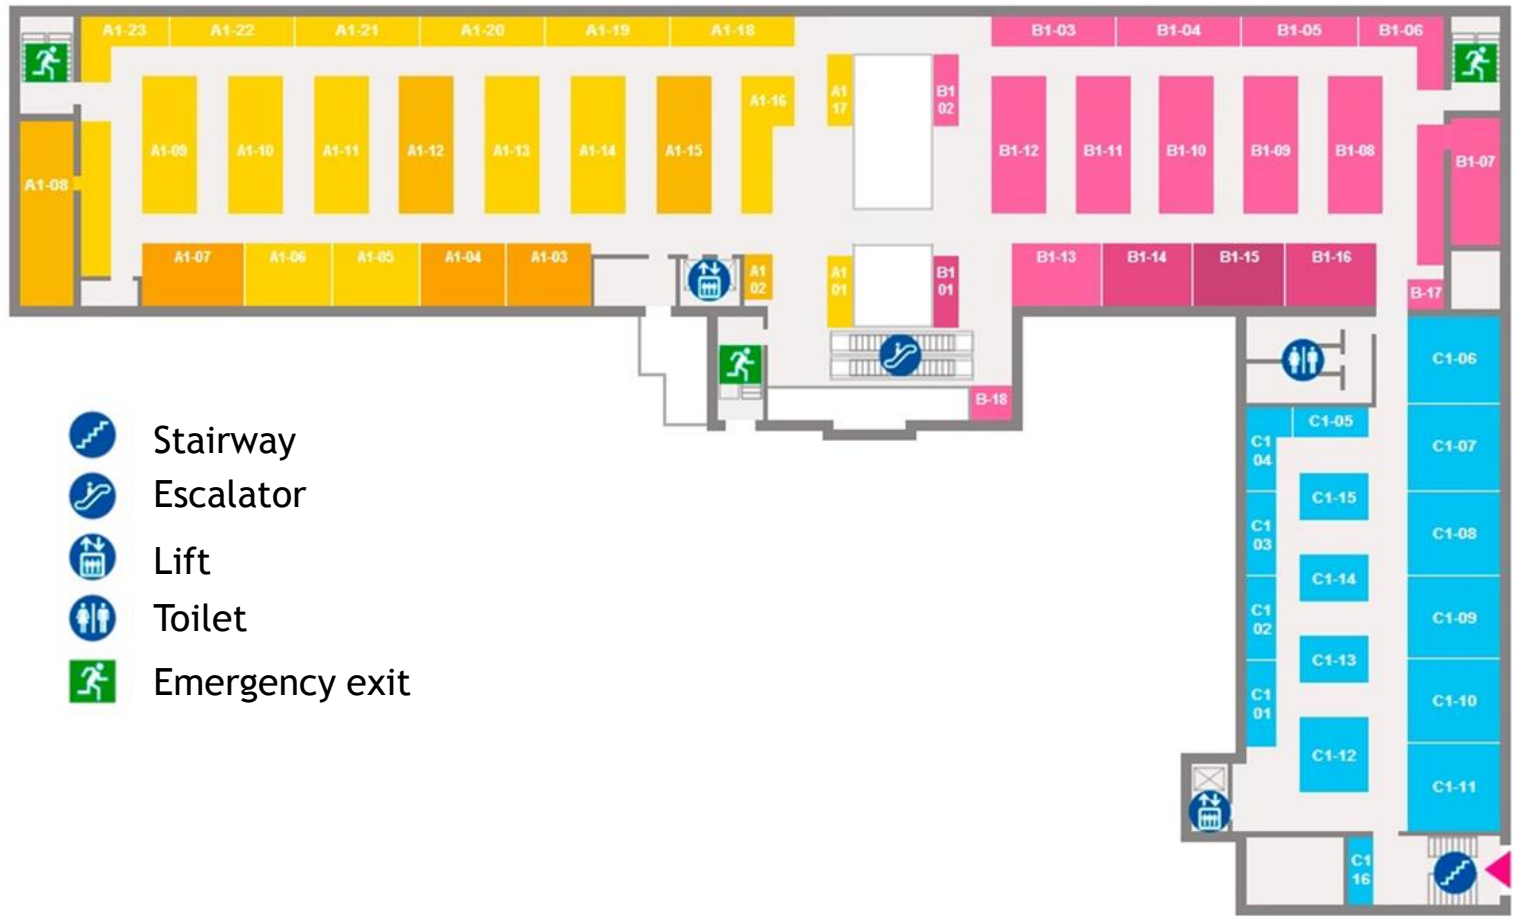 A1-23
A1-22
A1-21
A1-20
A1-19
A1-18
B1-03
B1-04
B1-05
B1-06
A1-16
A1
17
B1
02
A1-08
A1-09
A1-10
A1-11
A1-12
A1-13
A1-14
A1-15
B1-12
B1-11
B1-10
B1-09
B1-08
B1-07
A1-07
A1-06
A1-05
A1-04
A1-03
A1
02
A1
01
B1
01
B1-13
B1-14
B1-15
B1-16
B-17
B-18
C1-06
C1-05
C1
04
C1-07
C1-15
C1
03
C1-08
C1-14
C1
02
C1-09
C1-13
C1
01
C1-10
C1-12
C1-11
C1
16
Stairway
Escalator
Lift
Toilet
Emergency exit